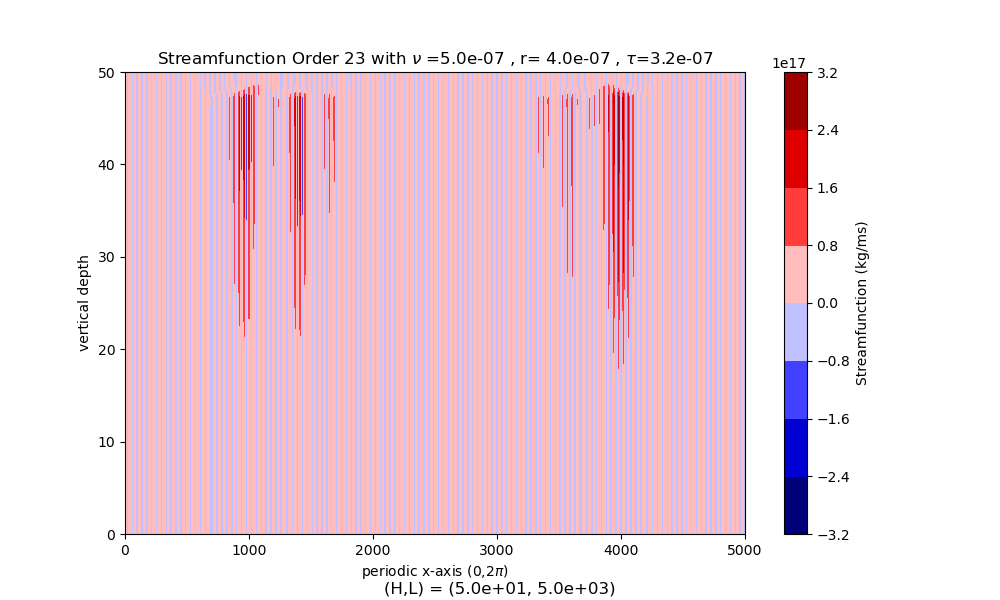 Streamfunction Order 23 with ν =5.0e-07 , r= 4.0e-07 , τ=3.2e-07
1e17
50
40
30
20
10
0
vertical depth
0 1000 2000 3000 4000 5000
periodic x-axis (0,2π)
(H,L) = (5.0e+01, 5.0e+03)
3.2
2.4
1.6
0.8
0.0
−0.8
−1.6
−2.4
−3.2
Streamfunction (kg/ms)